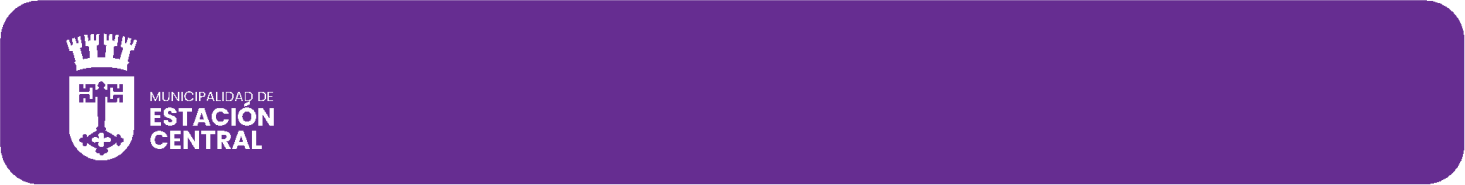 MUNICIPALIDAD DE
ESTACIÓN
CENTRAL